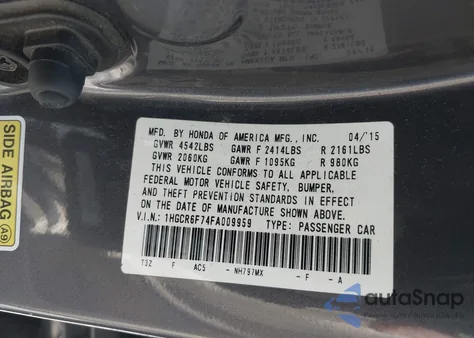 MFD. BY HONDA OF AMERICA MFG., INC. 04/15
GVWR 4542LBS GAWR F 2414LBS R 2161LBS
GVWR 2060KG GAWR F 1095KG R 980KG
THIS VEHICLE CONFORMS TO ALL APPLICABLE
FEDERAL MOTOR VEHICLE SAFETY, BUMPER,
AND THEFT PREVENTION STANDARDS IN EFFECT ON
THE DATE OF MANUFACTURE SHOWN ABOVE.
V.I.N.: 1HGCR6F74FA009959 TYPE: PASSENGER CAR
T3Z F AC5 - NH797MX - F - A
SIDE AIRBAG
A9
autoSnap